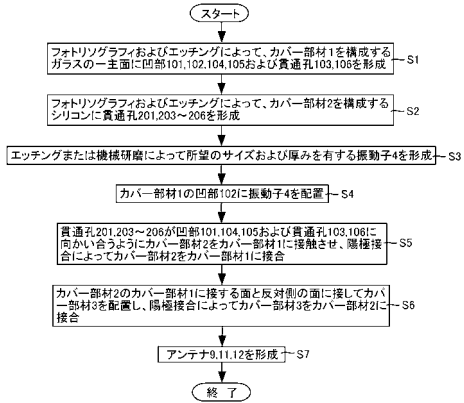 スタート
フォトリソグラフィおよびエッチングによって、カバー部材1を構成する
ガラスの一主面に凹部101,102,104,105および貫通孔103,106を形成
S1
フォトリソグラフィおよびエッチングによって、カバー部材2を構成する
シリコンに貫通孔201,203～206を形成
S2
エッチングまたは機械研磨によって所望のサイズおよび厚みを有する振動子4を形成
S3
カバー部材1の凹部102に振動子4を配置
S4
貫通孔201,203～206が凹部101,104,105および貫通孔103,106に
向かい合うようにカバー部材2をカバー部材1に接触させ、陽極接
合によってカバー部材2をカバー部材1に接合
S5
カバー部材2のカバー部材1に接する面と反対側の面に接してカバ
ー部材3を配置し、陽極接合によってカバー部材3をカバー部材2に
接合
S6
アンテナ9,11,12を形成
S7
終了